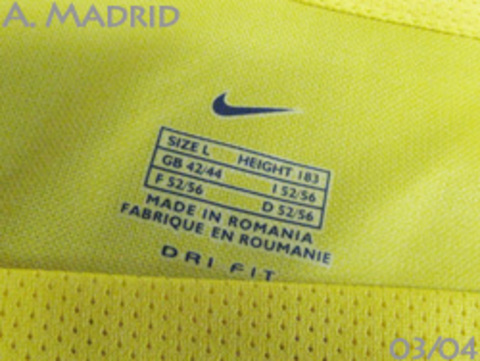 A. MADRID
SIZE L HEIGHT 183
GB 42/44 I 52/56
F 52/56 D 52/56
MADE IN ROMANIA
FABRIQUE EN ROUMANIE
DRI FIT
03/04